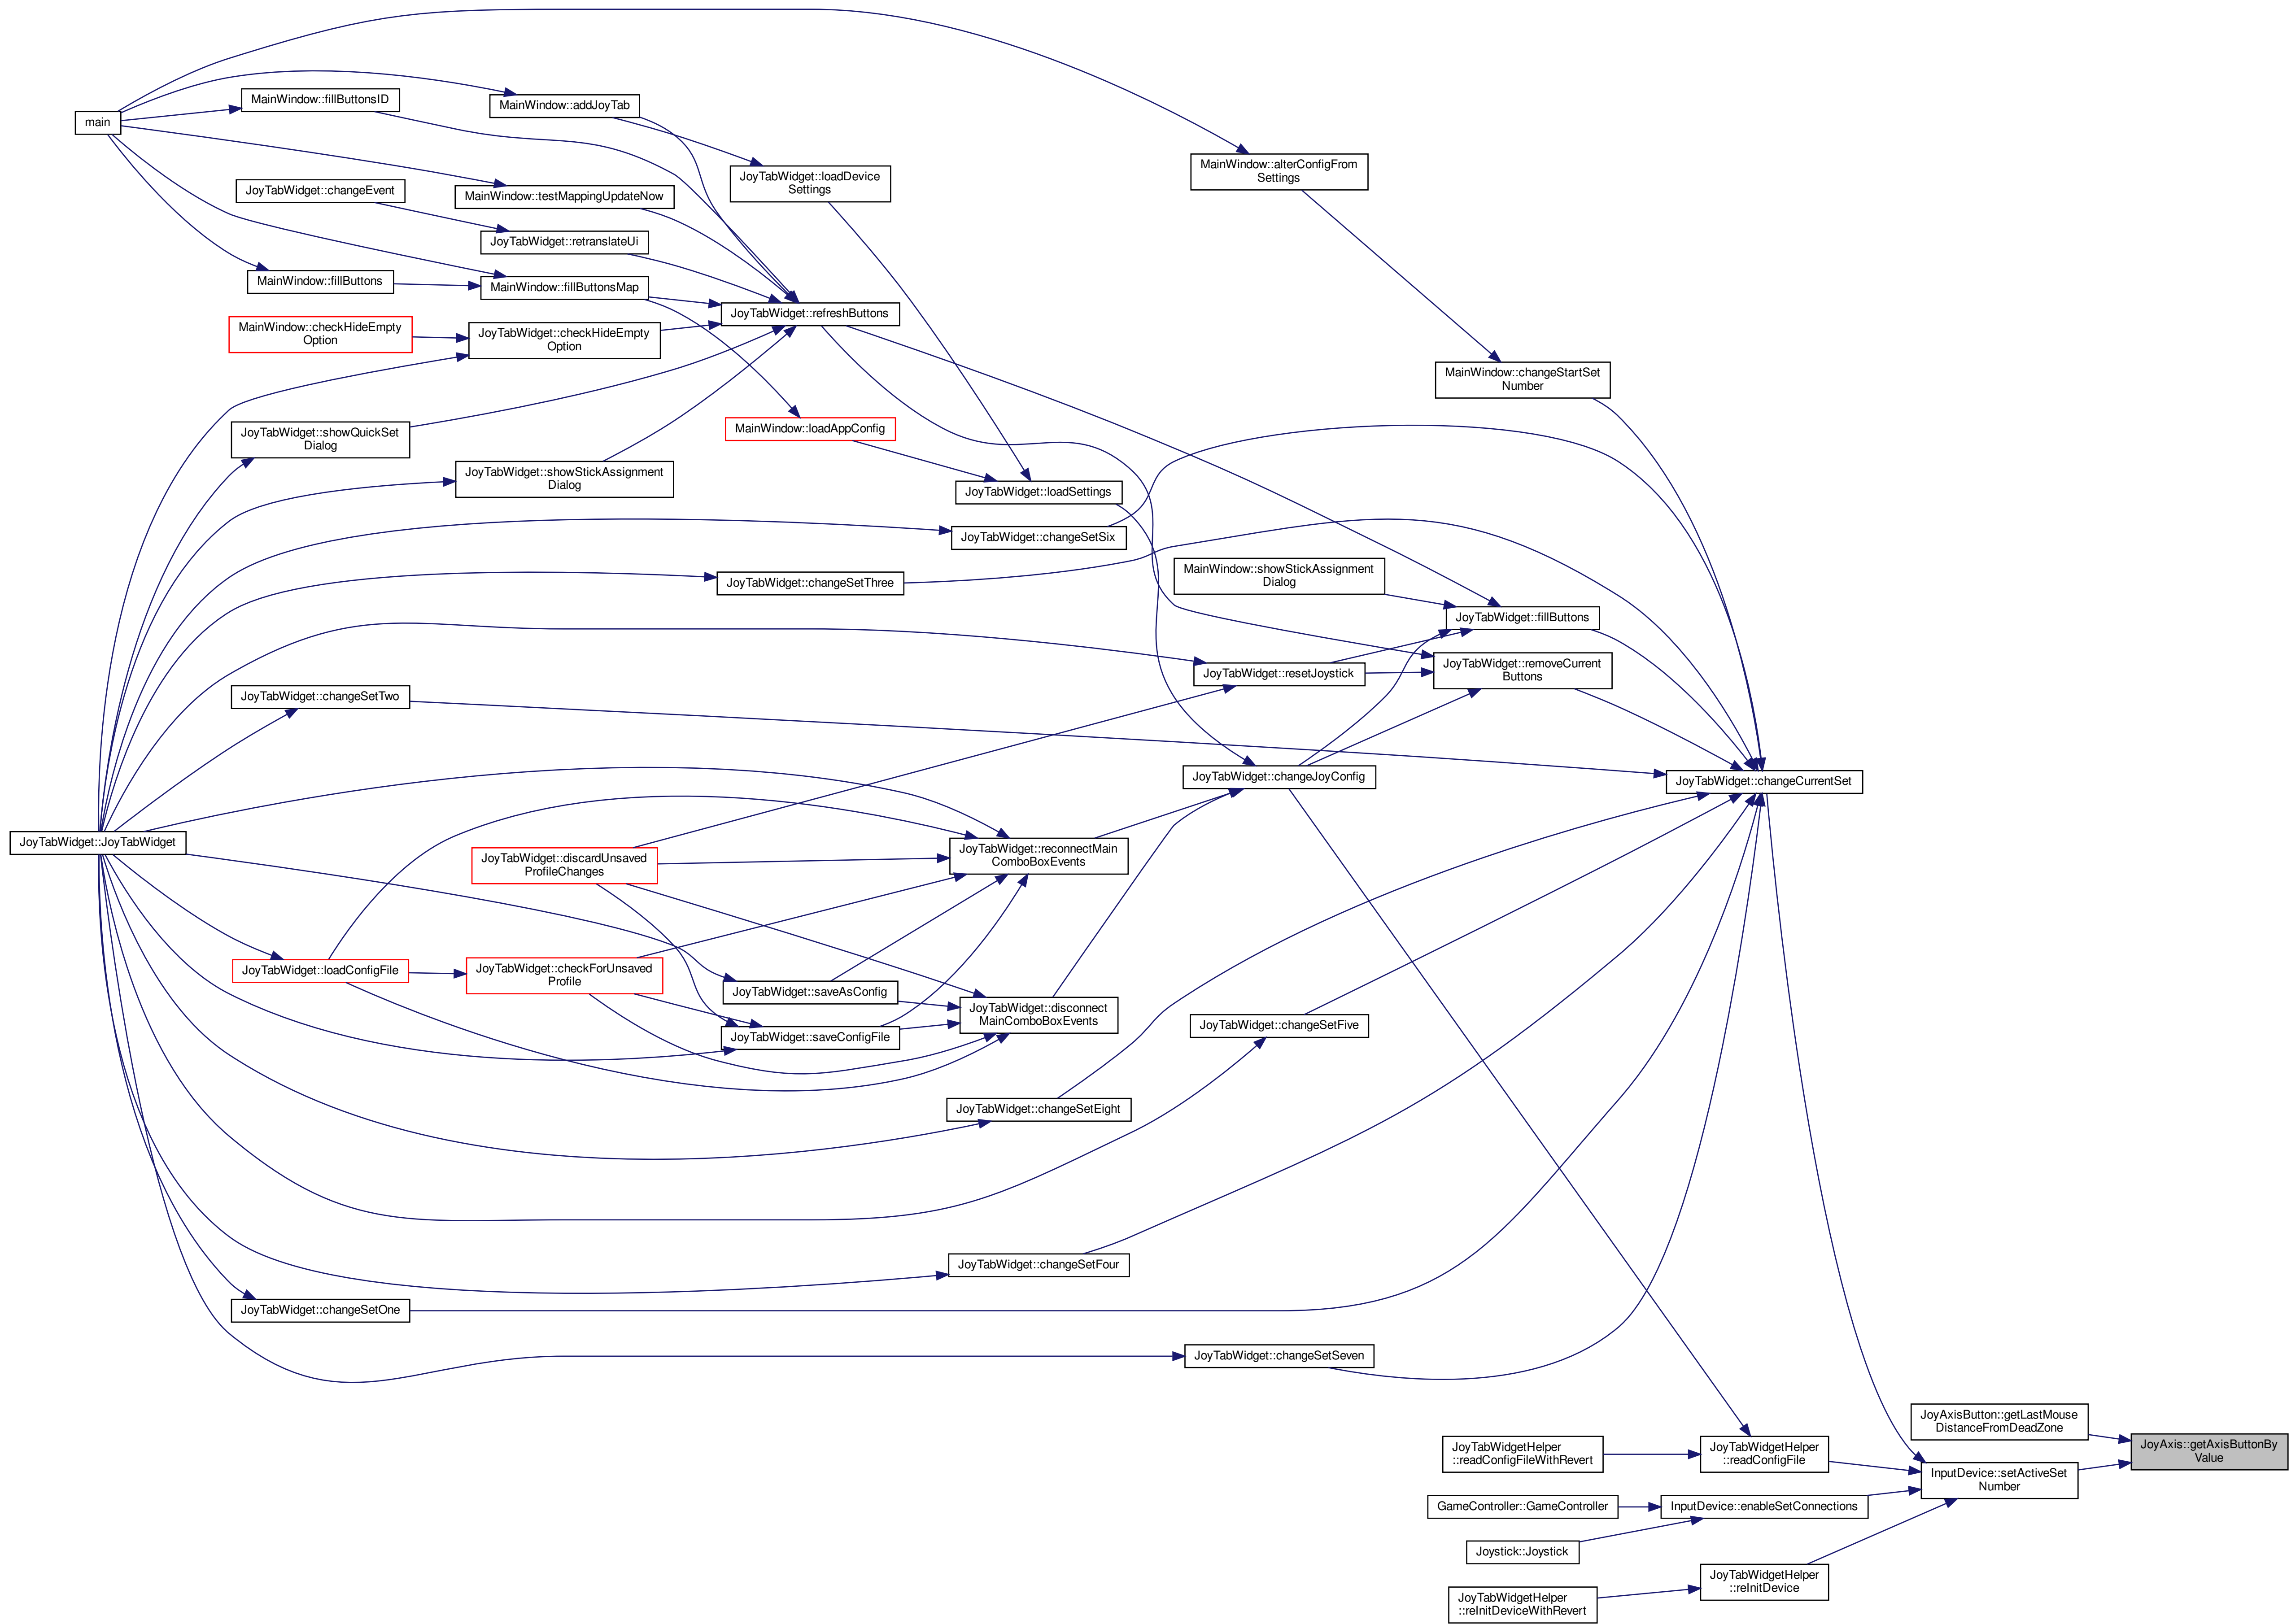 MainWindow::fillButtonsID
MainWindow::addJoyTab
main
MainWindow::alterConfigFrom
Settings
JoyTabWidget::loadDevice
Settings
JoyTabWidget::changeEvent
MainWindow::testMappingUpdateNow
JoyTabWidget::retranslateUi
MainWindow::fillButtons
MainWindow::fillButtonsMap
JoyTabWidget::refreshButtons
MainWindow::checkHideEmpty
Option
JoyTabWidget::checkHideEmpty
Option
MainWindow::changeStartSet
Number
JoyTabWidget::showQuickSet
Dialog
MainWindow::loadAppConfig
JoyTabWidget::showStickAssignment
Dialog
JoyTabWidget::loadSettings
JoyTabWidget::changeSetSix
JoyTabWidget::changeSetThree
MainWindow::showStickAssignment
Dialog
JoyTabWidget::fillButtons
JoyTabWidget::resetJoystick
JoyTabWidget::removeCurrent
Buttons
JoyTabWidget::changeSetTwo
JoyTabWidget::changeJoyConfig
JoyTabWidget::changeCurrentSet
JoyTabWidget::JoyTabWidget
JoyTabWidget::discardUnsaved
ProfileChanges
JoyTabWidget::reconnectMain
ComboBoxEvents
JoyTabWidget::loadConfigFile
JoyTabWidget::checkForUnsaved
Profile
JoyTabWidget::saveAsConfig
JoyTabWidget::disconnect
MainComboBoxEvents
JoyTabWidget::saveConfigFile
JoyTabWidget::changeSetFive
JoyTabWidget::changeSetEight
JoyTabWidget::changeSetFour
JoyTabWidget::changeSetOne
JoyTabWidget::changeSetSeven
JoyAxisButton::getLastMouse
DistanceFromDeadZone
JoyAxis::getAxisButtonBy
Value
JoyTabWidgetHelper
::readConfigFileWithRevert
JoyTabWidgetHelper
::readConfigFile
InputDevice::setActiveSet
Number
GameController::GameController
InputDevice::enableSetConnections
Joystick::Joystick
JoyTabWidgetHelper
::reInitDevice
JoyTabWidgetHelper
::reInitDeviceWithRevert